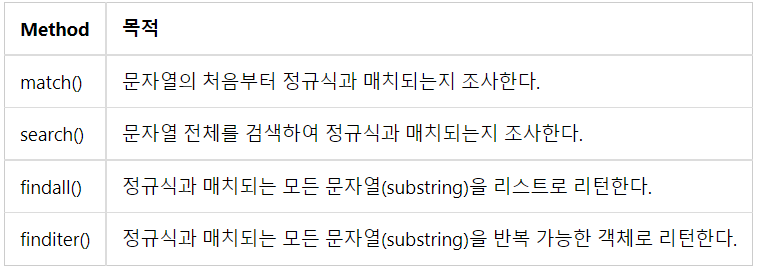 Method 목적
match() 문자열의 처음부터 정규식과 매치되는지 조사한다.
search() 문자열 전체를 검색하여 정규식과 매치되는지 조사한다.
findall() 정규식과 매치되는 모든 문자열(substring)을 리스트로 리턴한다.
finditer() 정규식과 매치되는 모든 문자열(substring)을 반복 가능한 객체로 리턴한다.